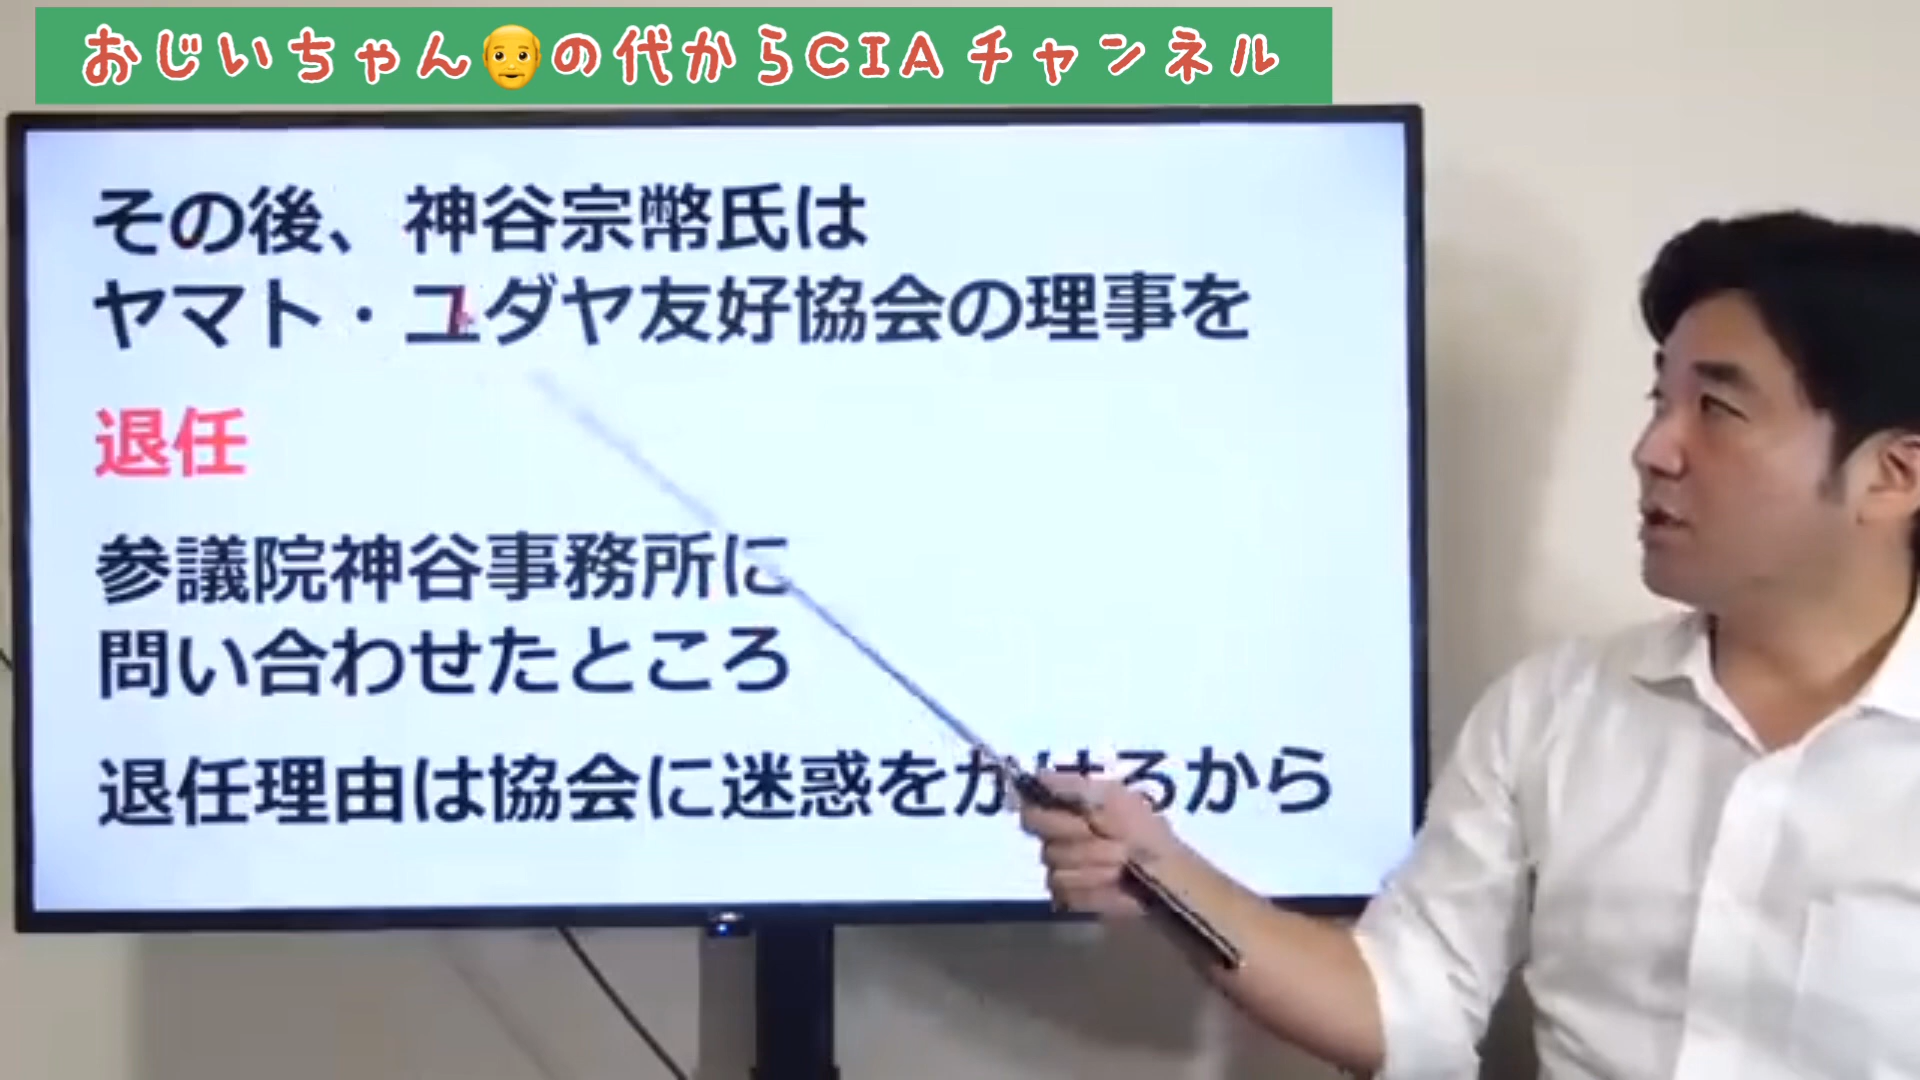 おじいちゃん👴の代からCIAチャンネル
その後、神谷宗幣氏は
ヤマト・ユダヤ友好協会の理事を
退任
参議院神谷事務所に
問い合わせたところ
退任理由は協会に迷惑をかけるから